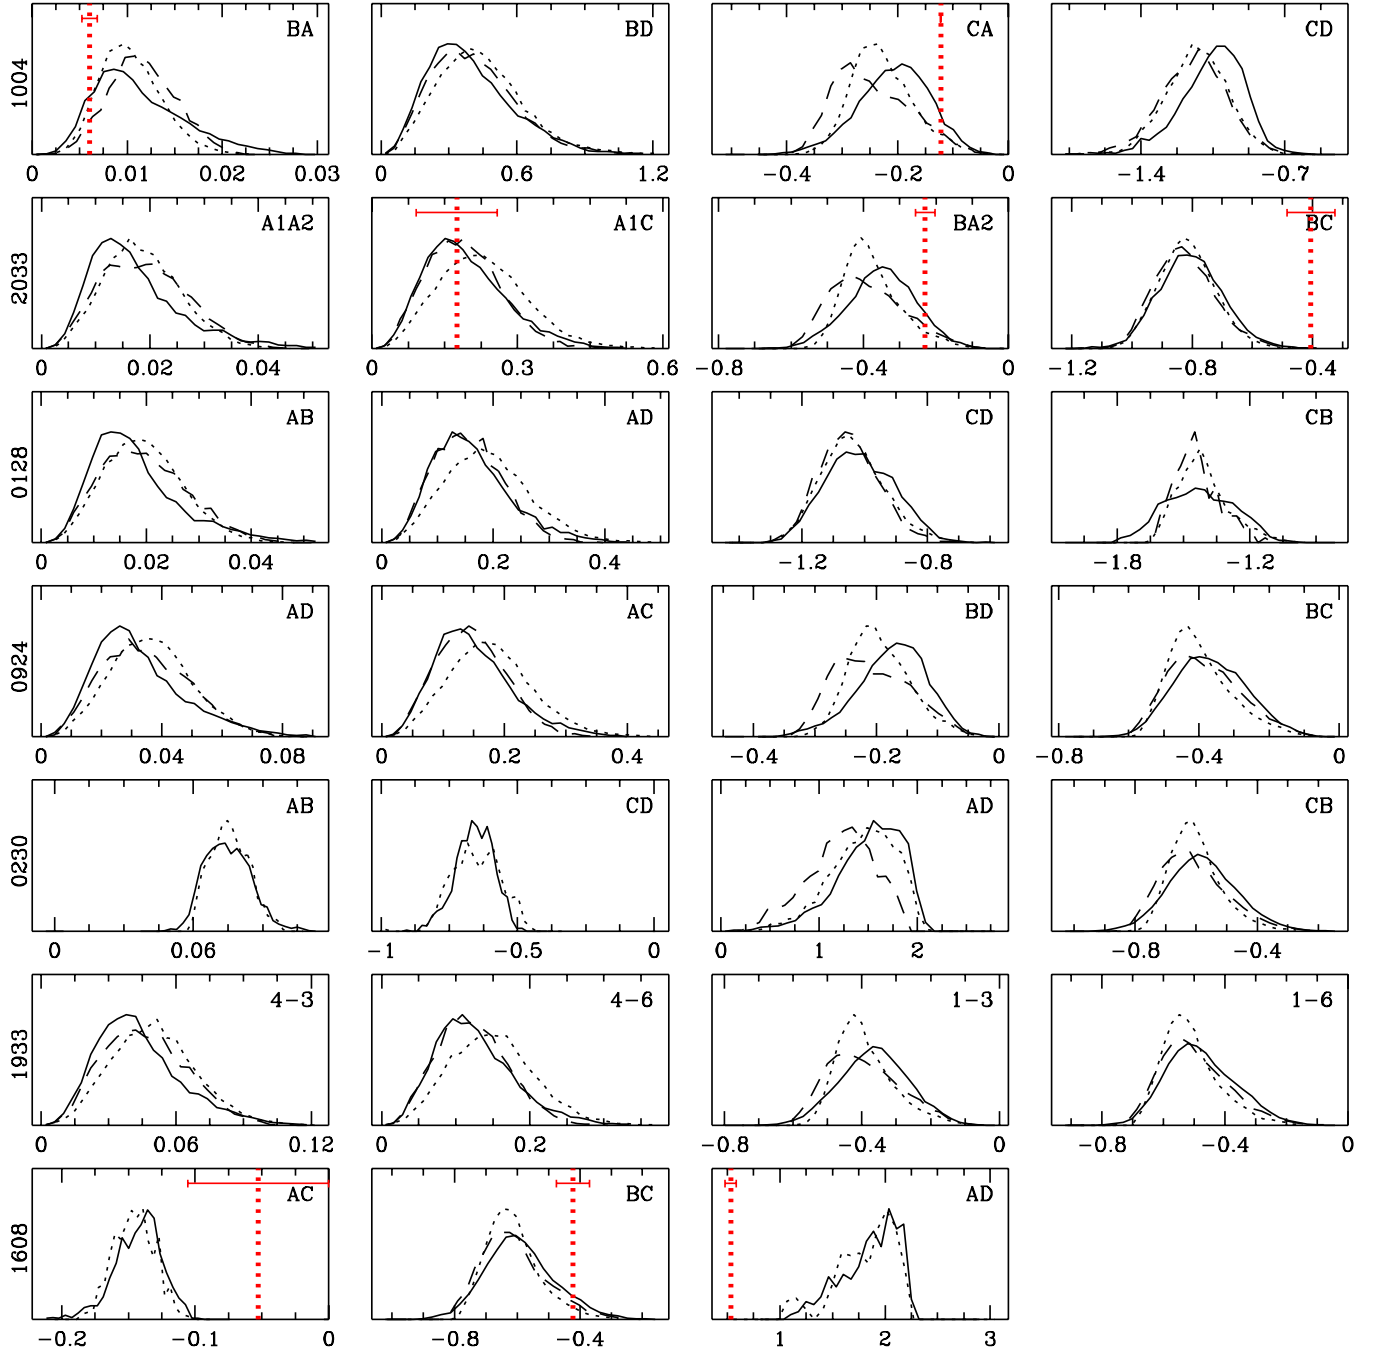 1004
BA
BD
CA
CD
0 0.01 0.02 0.03
0 0.6 1.2
-0.4 -0.2 0
-1.4 -0.7
2033
A1A2
A1C
BA2
BC
0 0.02 0.04
0 0.3 0.6
-0.8 -0.4 0
-1.2 -0.8 -0.4
0128
AB
AD
CD
CB
0 0.02 0.04
0 0.2 0.4
-1.2 -0.8
-1.8 -1.2
0924
AD
AC
BD
BC
0 0.04 0.08
0 0.2 0.4
-0.4 -0.2 0
-0.8 -0.4 0
0230
AB
CD
AD
CB
0 0.06
-1 -0.5 0
0 1 2
-0.8 -0.4
1933
4-3
4-6
1-3
1-6
0 0.06 0.12
0 0.2
-0.8 -0.4 0
-0.8 -0.4 0
1608
AC
BC
AD
-0.2 -0.1 0
-0.8 -0.4
1 2 3